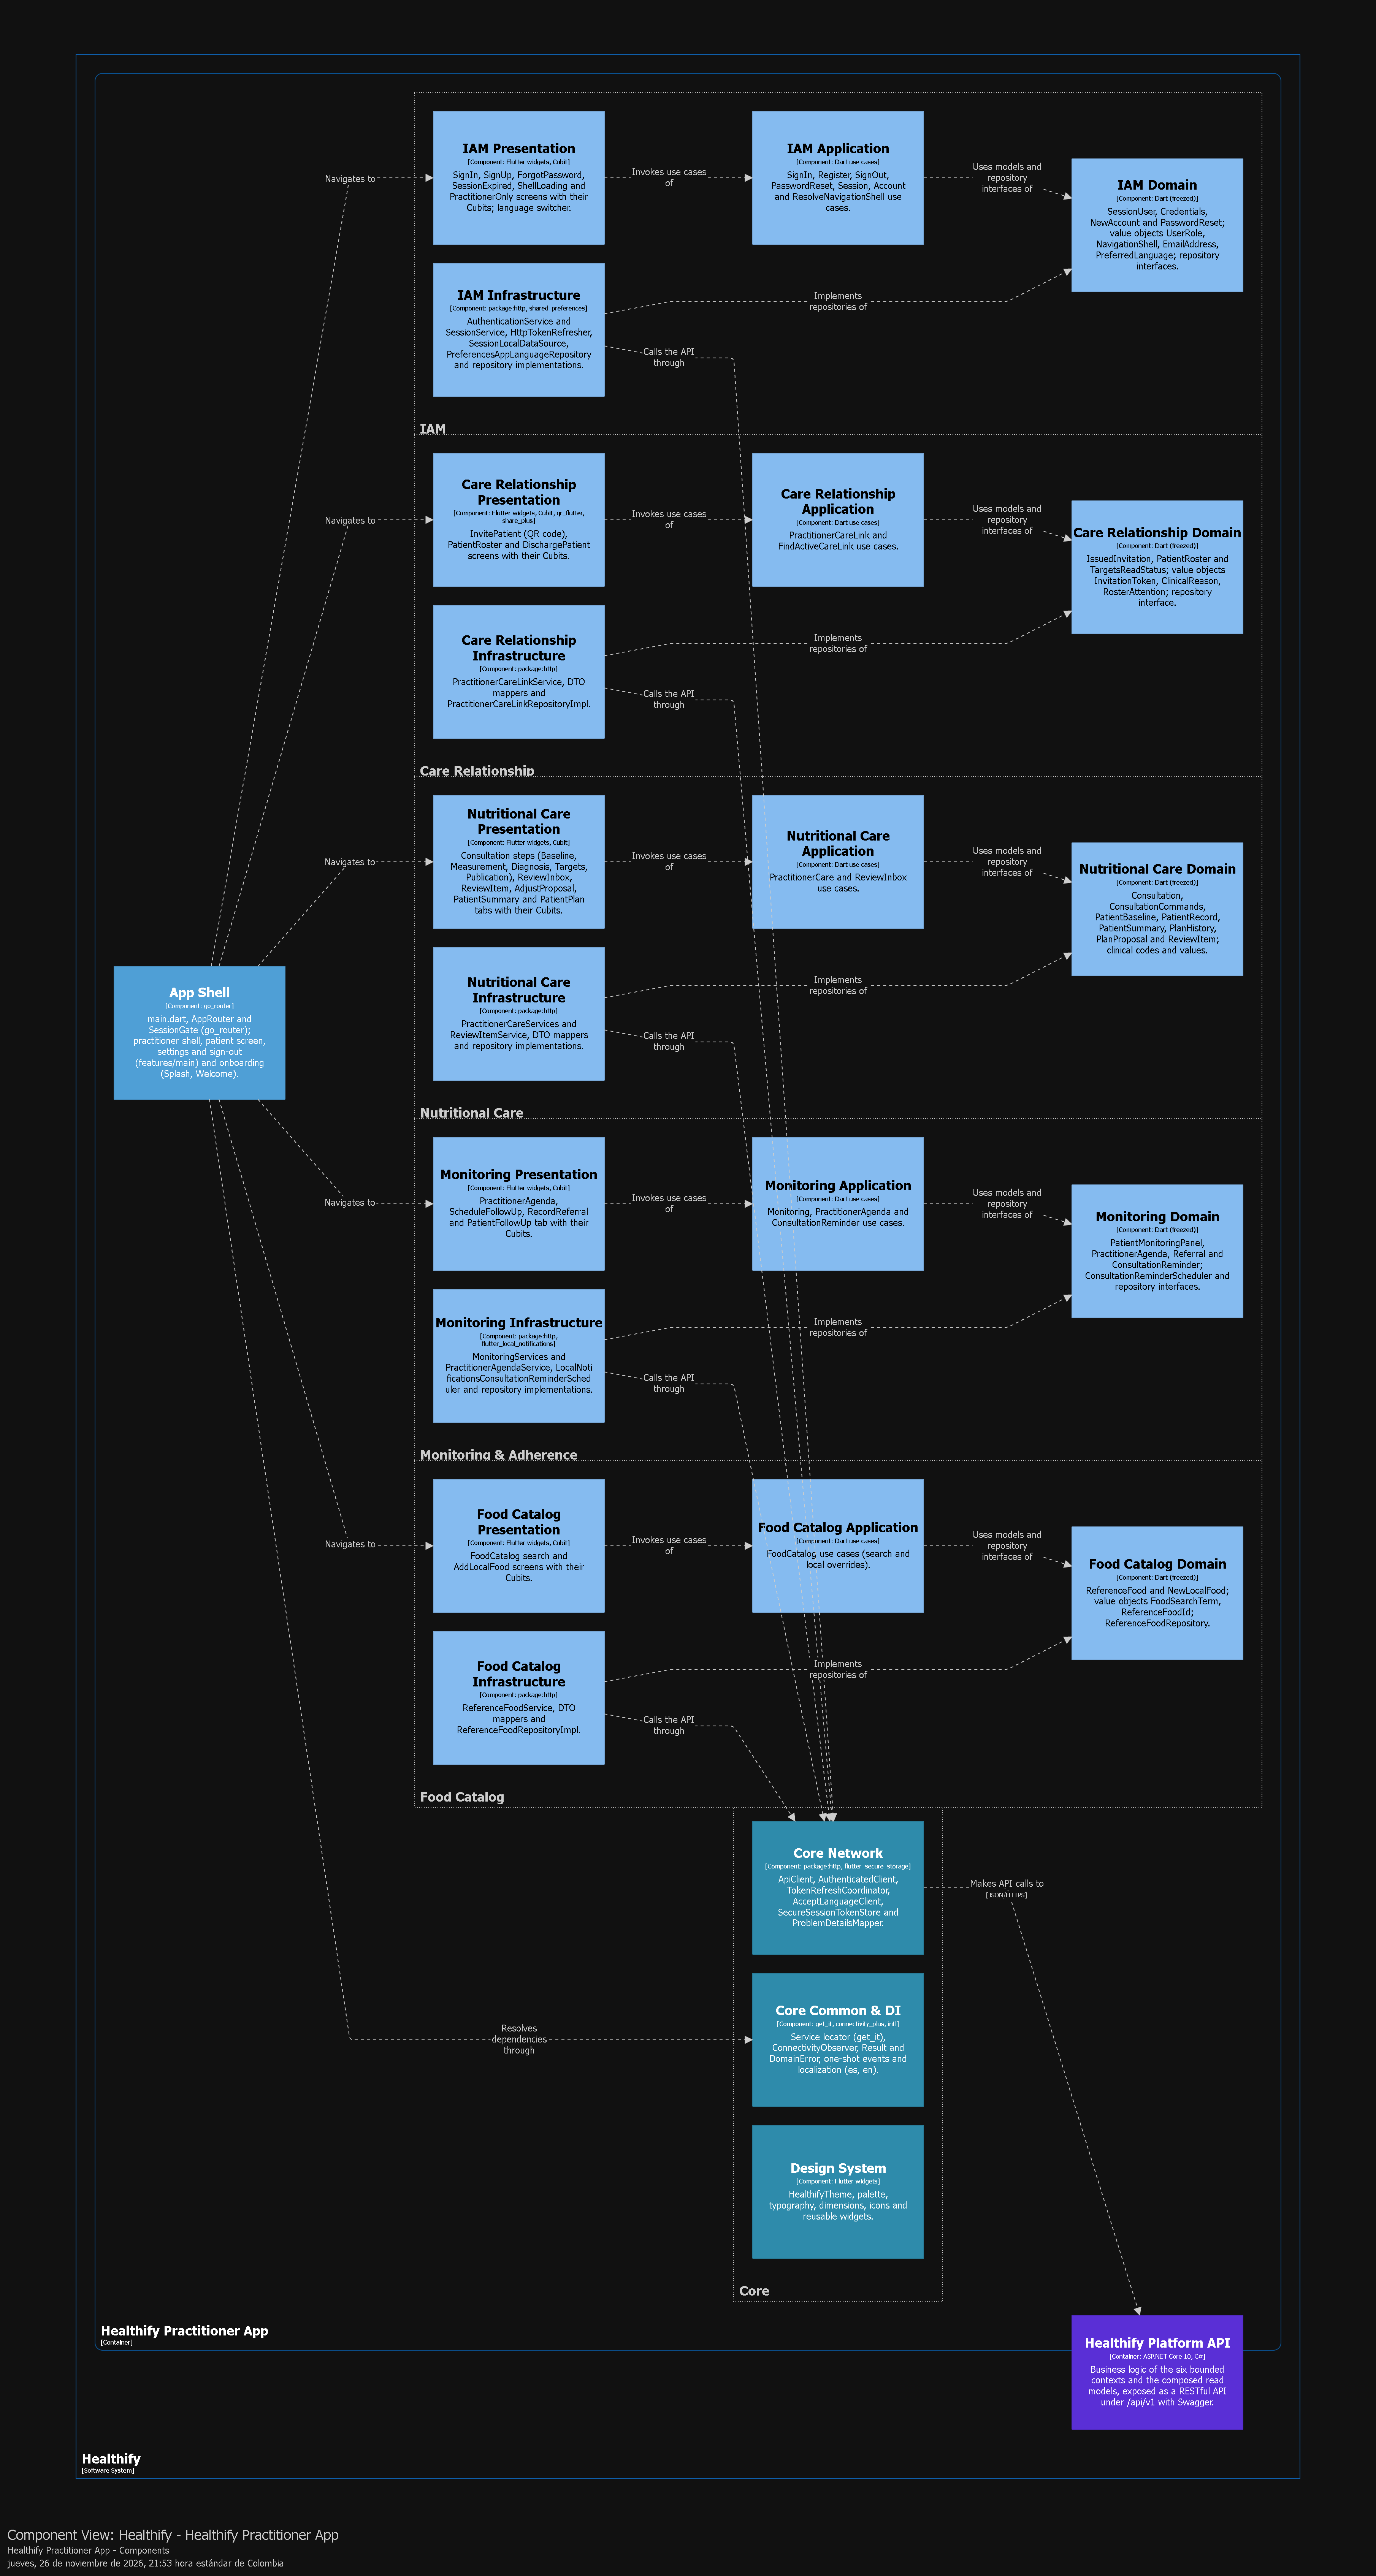 IAM Presentation
[Component: Flutter widgets, Cubit]
SignIn, SignUp, ForgotPassword,
SessionExpired, ShellLoading and
PractitionerOnly screens with their
Cubits; language switcher.
Navigates to
Invokes use cases
of
IAM Application
[Component: Dart use cases]
SignIn, Register, SignOut,
PasswordReset, Session, Account
and ResolveNavigationShell use
cases.
Uses models and
repository
interfaces of
IAM Domain
[Component: Dart (freezed)]
SessionUser, Credentials,
NewAccount and PasswordReset;
value objects UserRole,
NavigationShell, EmailAddress,
PreferredLanguage; repository
interfaces.
IAM Infrastructure
[Component: package:http, shared_preferences]
AuthenticationService and
SessionService, HttpTokenRefresher,
SessionLocalDataSource,
PreferencesAppLanguageRepository
and repository implementations.
Implements
repositories of
Calls the API
through
IAM
Care Relationship
Presentation
[Component: Flutter widgets, Cubit, qr_flutter,
share_plus]
InvitePatient (QR code),
PatientRoster and DischargePatient
screens with their Cubits.
Navigates to
Invokes use cases
of
Care Relationship
Application
[Component: Dart use cases]
PractitionerCareLink and
FindActiveCareLink use cases.
Uses models and
repository
interfaces of
Care Relationship Domain
[Component: Dart (freezed)]
IssuedInvitation, PatientRoster and
TargetsReadStatus; value objects
InvitationToken, ClinicalReason,
RosterAttention; repository
interface.
Care Relationship
Infrastructure
[Component: package:http]
PractitionerCareLinkService, DTO
mappers and
PractitionerCareLinkRepositoryImpl.
Implements
repositories of
Calls the API
through
Care Relationship
Nutritional Care
Presentation
[Component: Flutter widgets, Cubit]
Consultation steps (Baseline,
Measurement, Diagnosis, Targets,
Publication), ReviewInbox,
ReviewItem, AdjustProposal,
PatientSummary and PatientPlan
tabs with their Cubits.
Navigates to
Invokes use cases
of
Nutritional Care
Application
[Component: Dart use cases]
PractitionerCare and ReviewInbox
use cases.
Uses models and
repository
interfaces of
Nutritional Care Domain
[Component: Dart (freezed)]
Consultation,
ConsultationCommands,
PatientBaseline, PatientRecord,
PatientSummary, PlanHistory,
PlanProposal and ReviewItem;
clinical codes and values.
Nutritional Care
Infrastructure
[Component: package:http]
PractitionerCareServices and
ReviewItemService, DTO mappers
and repository implementations.
Implements
repositories of
Calls the API
through
Nutritional Care
App Shell
[Component: go_router]
main.dart, AppRouter and
SessionGate (go_router);
practitioner shell, patient screen,
settings and sign-out
(features/main) and onboarding
(Splash, Welcome).
Monitoring Presentation
[Component: Flutter widgets, Cubit]
PractitionerAgenda,
ScheduleFollowUp, RecordReferral
and PatientFollowUp tab with their
Cubits.
Navigates to
Invokes use cases
of
Monitoring Application
[Component: Dart use cases]
Monitoring, PractitionerAgenda and
ConsultationReminder use cases.
Uses models and
repository
interfaces of
Monitoring Domain
[Component: Dart (freezed)]
PatientMonitoringPanel,
PractitionerAgenda, Referral and
ConsultationReminder;
ConsultationReminderScheduler and
repository interfaces.
Monitoring Infrastructure
[Component: package:http,
flutter_local_notifications]
MonitoringServices and
PractitionerAgendaService, LocalNoti
ficationsConsultationReminderSched
uler and repository implementations.
Implements
repositories of
Calls the API
through
Monitoring & Adherence
Food Catalog
Presentation
[Component: Flutter widgets, Cubit]
FoodCatalog search and
AddLocalFood screens with their
Cubits.
Navigates to
Invokes use cases
of
Food Catalog Application
[Component: Dart use cases]
FoodCatalog use cases (search and
local overrides).
Uses models and
repository
interfaces of
Food Catalog Domain
[Component: Dart (freezed)]
ReferenceFood and NewLocalFood;
value objects FoodSearchTerm,
ReferenceFoodId;
ReferenceFoodRepository.
Food Catalog
Infrastructure
[Component: package:http]
ReferenceFoodService, DTO
mappers and
ReferenceFoodRepositoryImpl.
Implements
repositories of
Calls the API
through
Food Catalog
Core Network
[Component: package:http, flutter_secure_storage]
ApiClient, AuthenticatedClient,
TokenRefreshCoordinator,
AcceptLanguageClient,
SecureSessionTokenStore and
ProblemDetailsMapper.
Makes API calls to
[JSON/HTTPS]
Core Common & DI
[Component: get_it, connectivity_plus, intl]
Service locator (get_it),
ConnectivityObserver, Result and
DomainError, one-shot events and
localization (es, en).
Resolves
dependencies
through
Design System
[Component: Flutter widgets]
HealthifyTheme, palette,
typography, dimensions, icons and
reusable widgets.
Core
Healthify Practitioner App
[Container]
Healthify Platform API
[Container: ASP.NET Core 10, C#]
Business logic of the six bounded
contexts and the composed read
models, exposed as a RESTful API
under /api/v1 with Swagger.
Healthify
[Software System]
Component View: Healthify - Healthify Practitioner App
Healthify Practitioner App - Components
jueves, 26 de noviembre de 2026, 21:53 hora estándar de Colombia